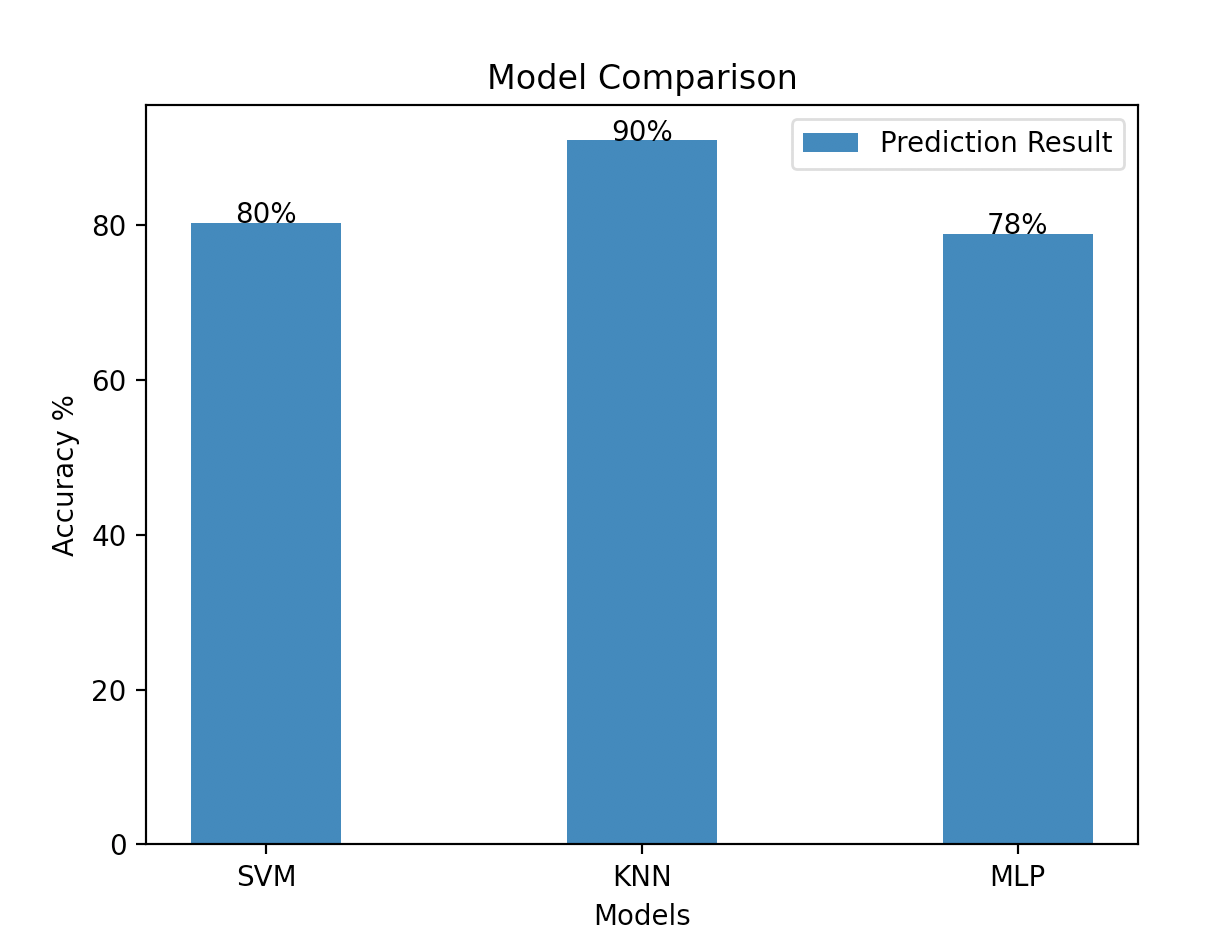 Model Comparison
90%
Prediction Result
80%
78%
80
60
40
20
0
Accuracy %
SVM
KNN
MLP
Models